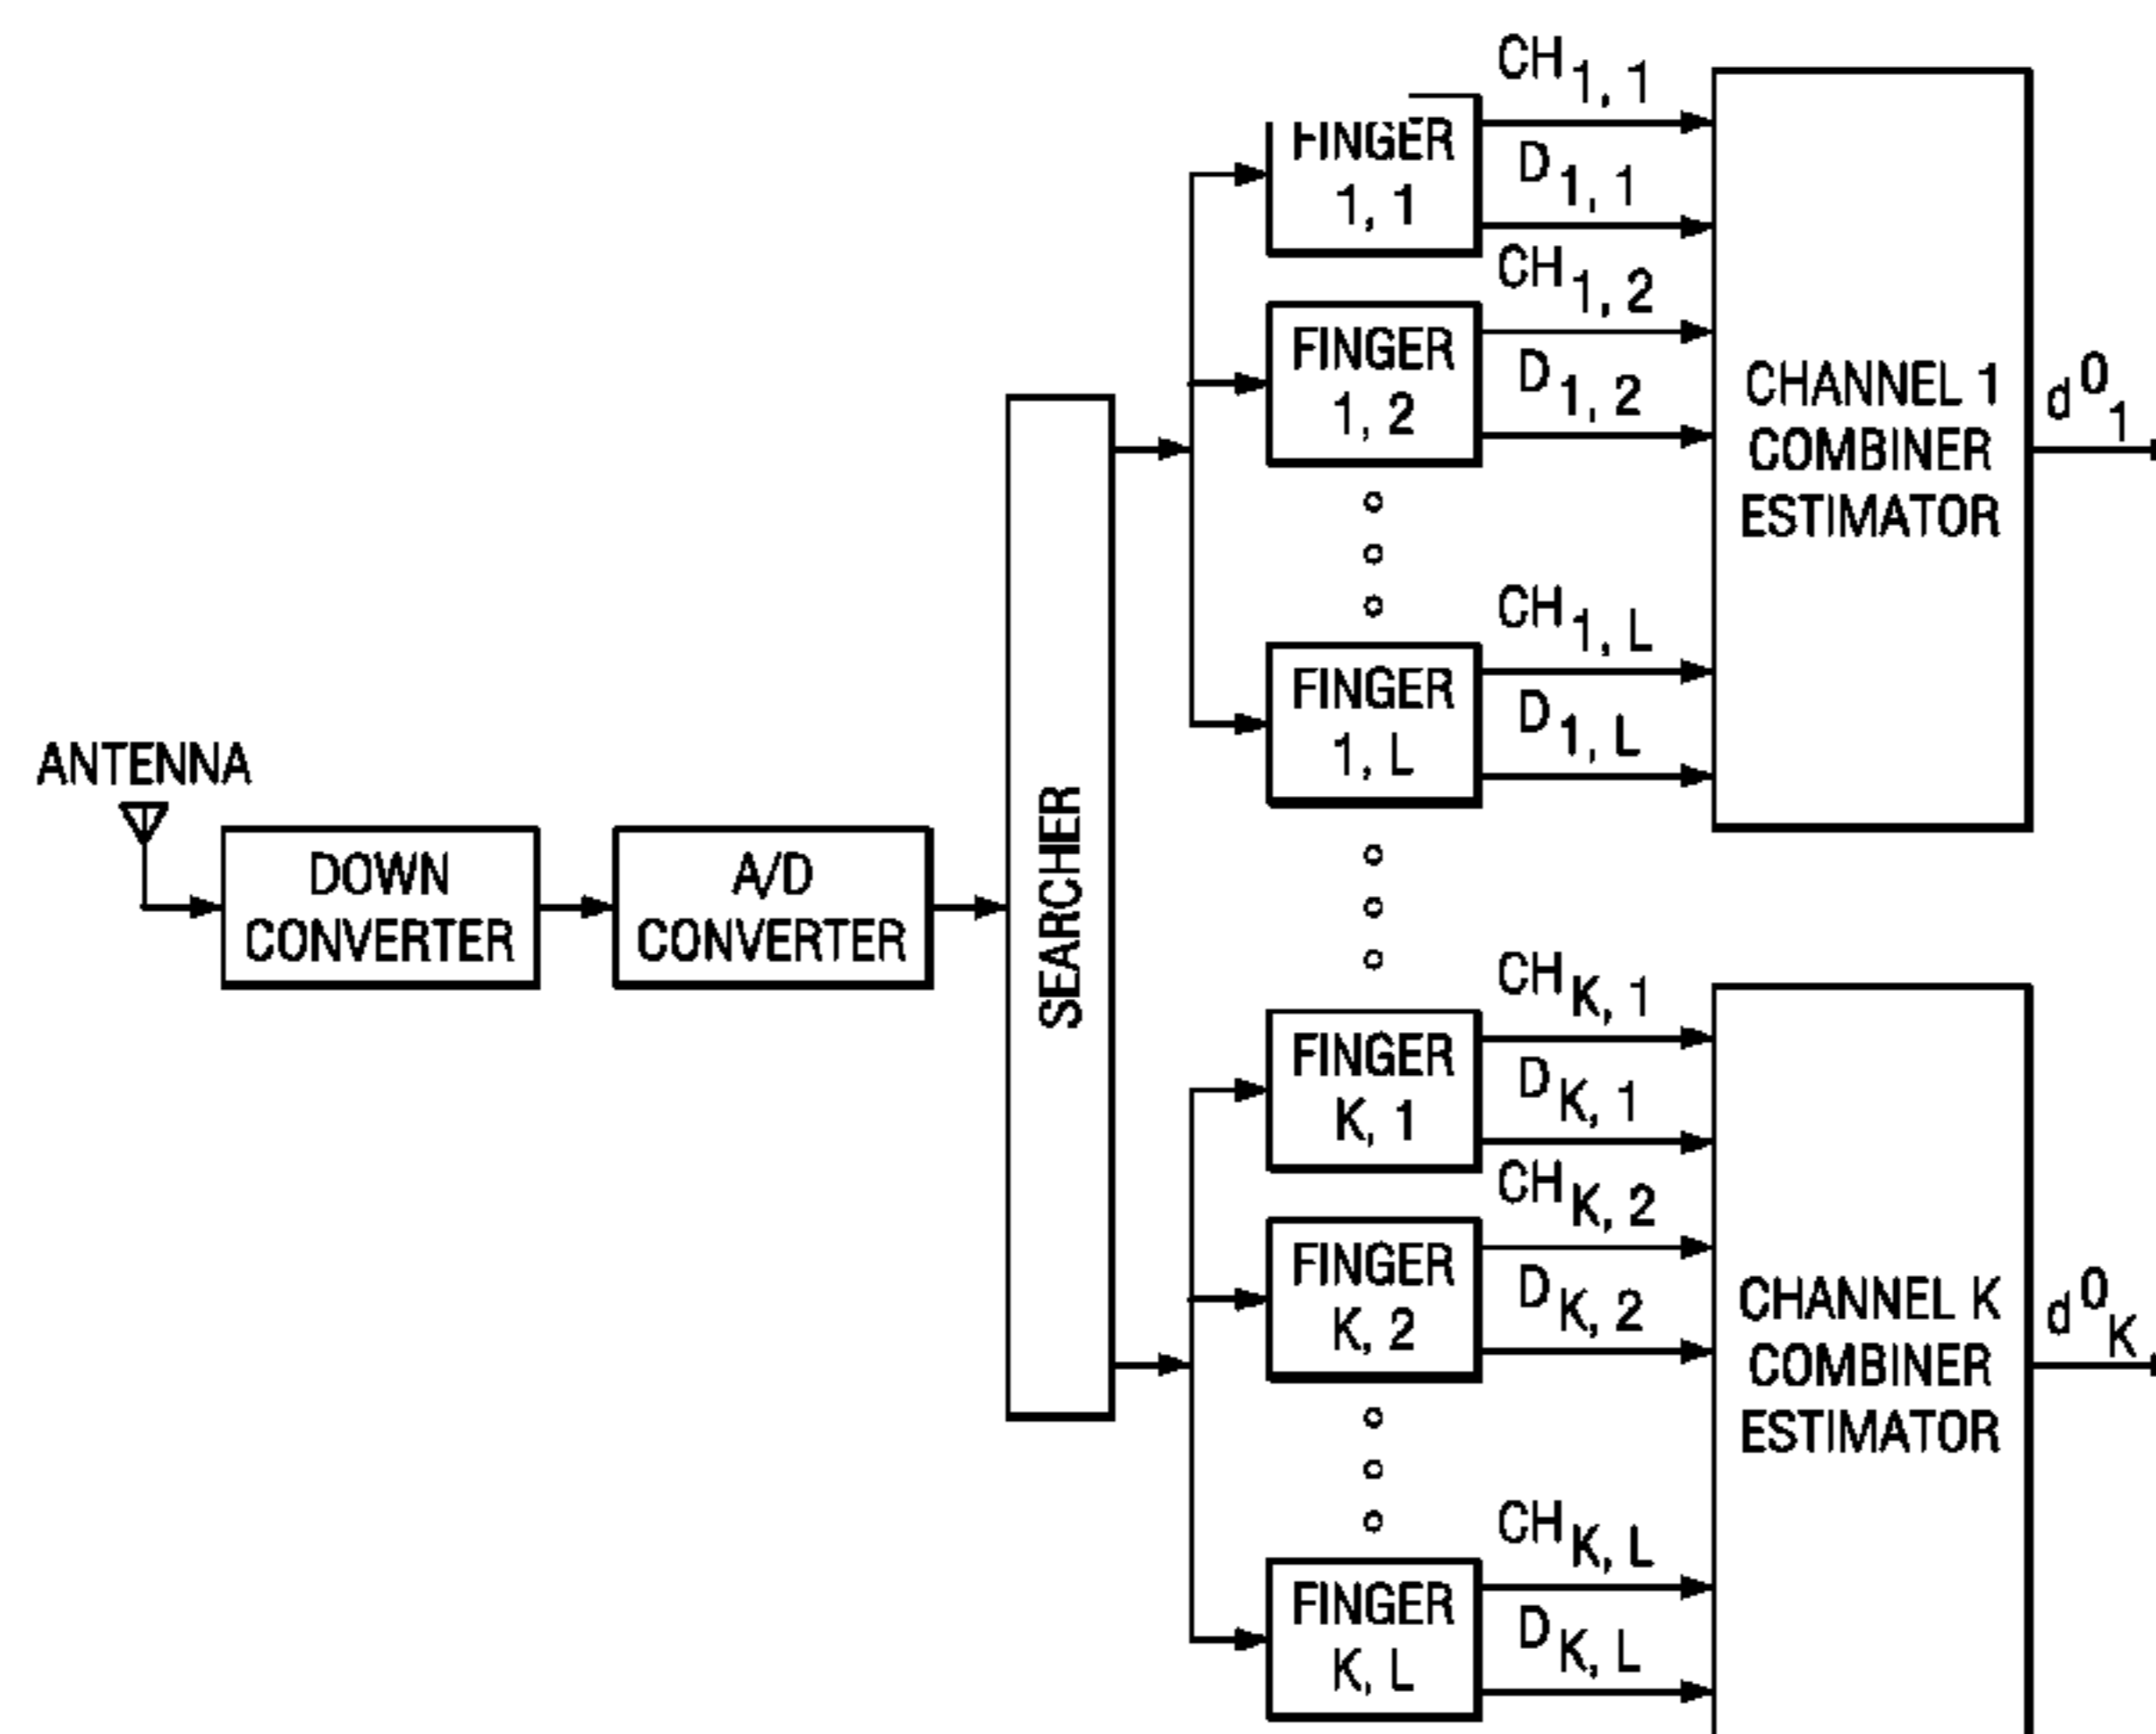 ANTENNA
DOWN
CONVERTER
A/D
CONVERTER
SEARCHER
FINGER
1, 1
FINGER
1, 2
FINGER
1, L
FINGER
K, 1
FINGER
K, 2
FINGER
K, L
CH1, 1
D1, 1
CH1, 2
D1, 2
CH1, L
D1, L
CHK, 1
DK, 1
CHK, 2
DK, 2
CHK, L
DK, L
CHANNEL 1
COMBINER
ESTIMATOR
CHANNEL K
COMBINER
ESTIMATOR
d01
d0K